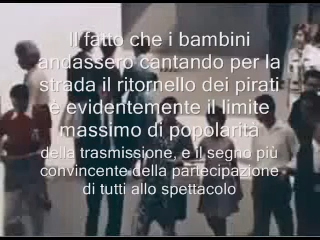 Il fatto che i bambini
andassero cantando per la
strada il ritornello dei pirati
e evidentemente il limite
massimo di popolarita
della trasmissione, e il segno più
convincente della partecipazione
di tutti allo spettacolo